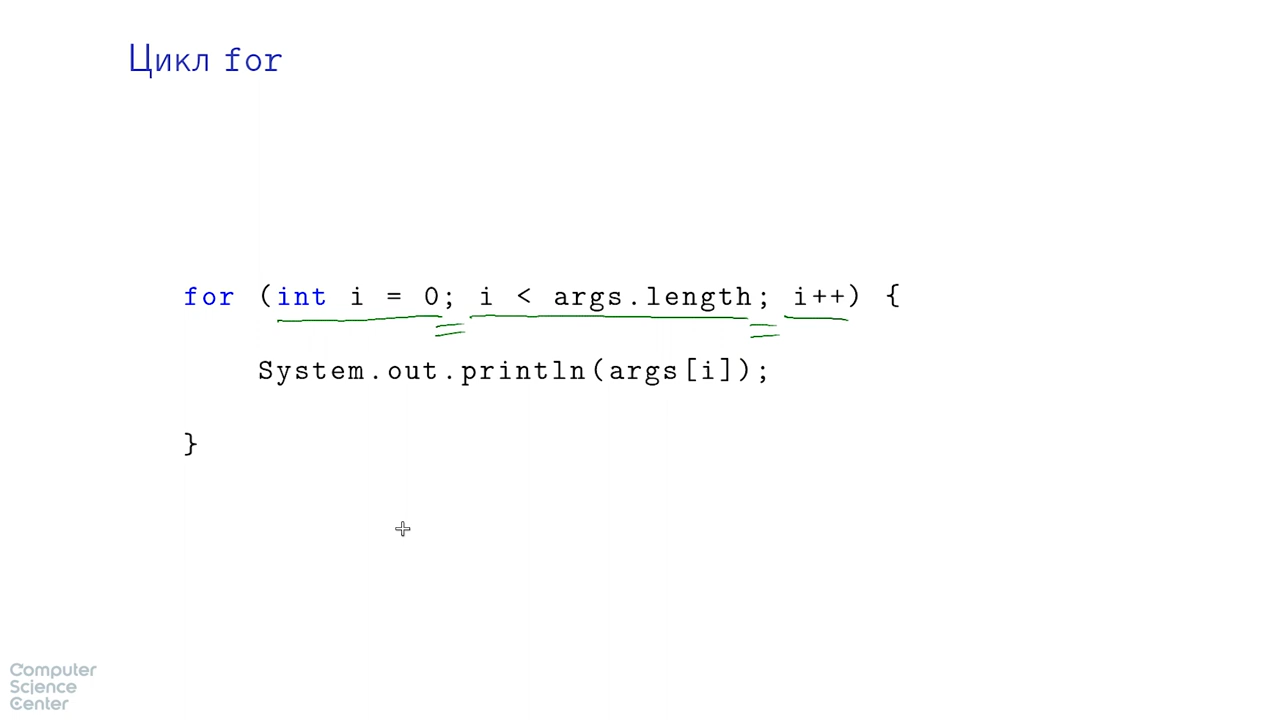 Цикл for
for (int i = 0; i < args.length; i++) {
System.out.println(args[i]);
}
Computer
Science
Center